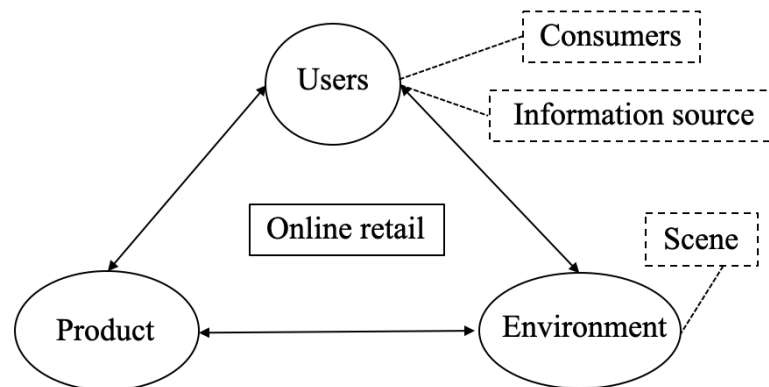 Consumers
Users
Information source
Online retail
Scene
Product
Environment